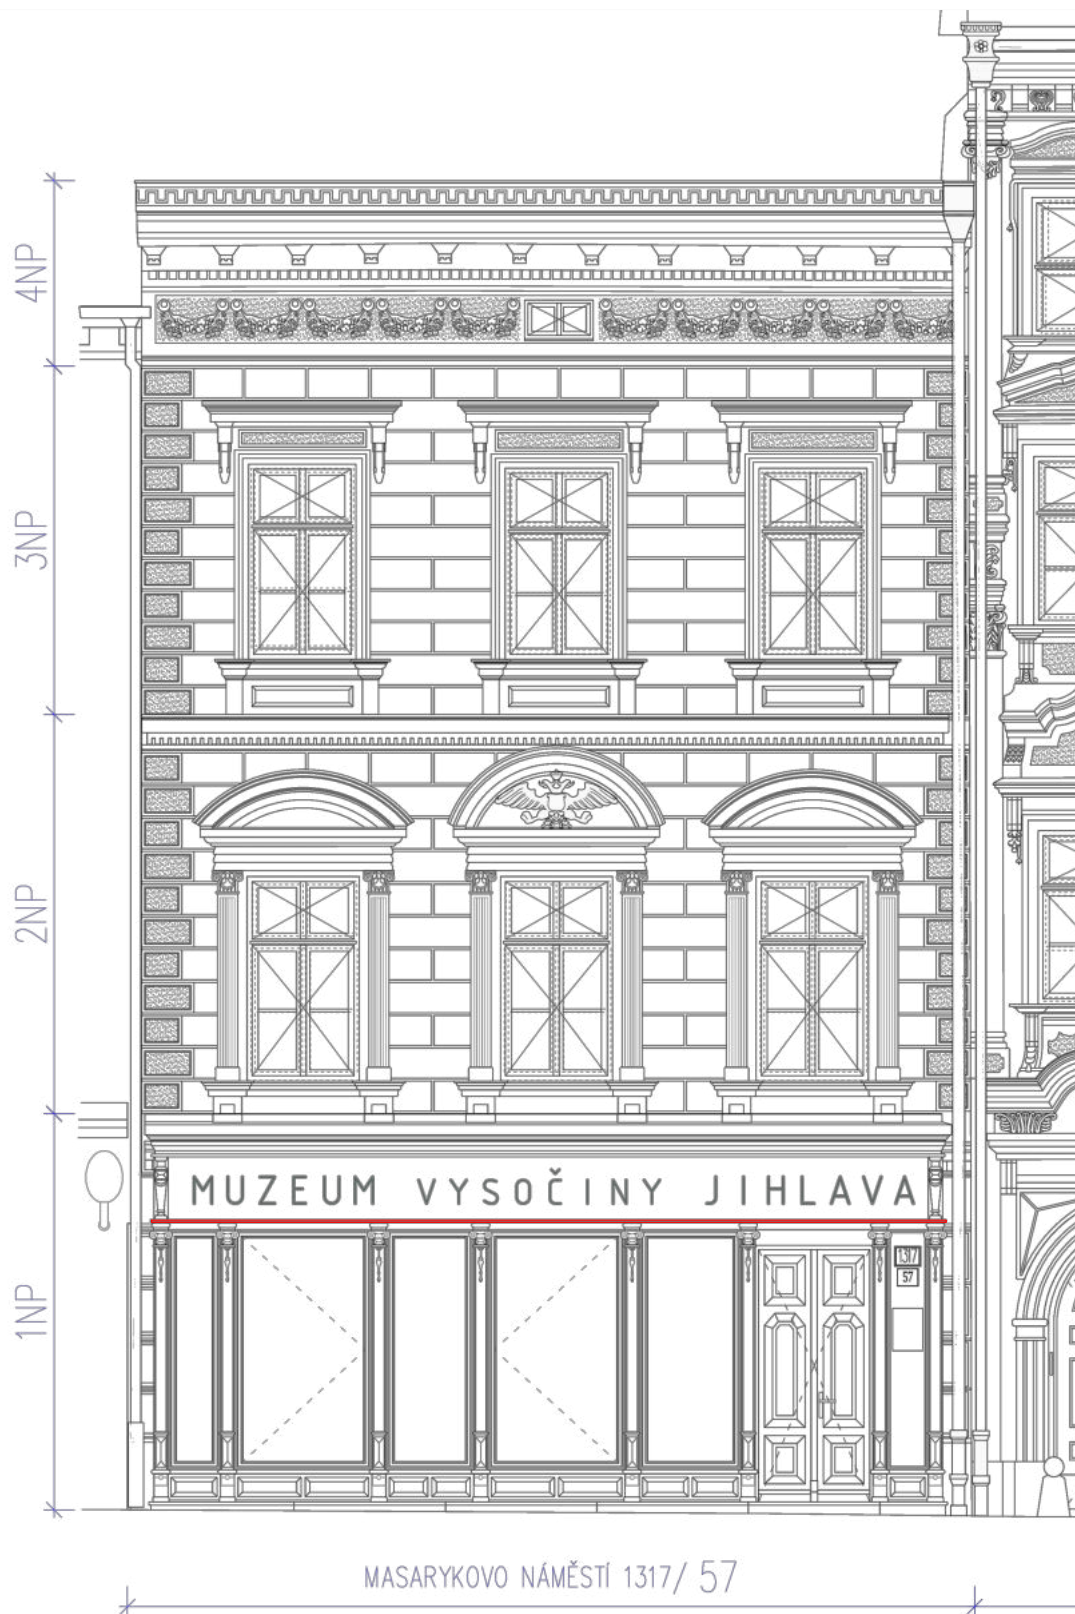 4NP
3NP
2NP
MUZEUM VYSOČINY JIHLAVA
1317
57
1NP
MASARYKOVO NÁMĚSTÍ 1317/ 57